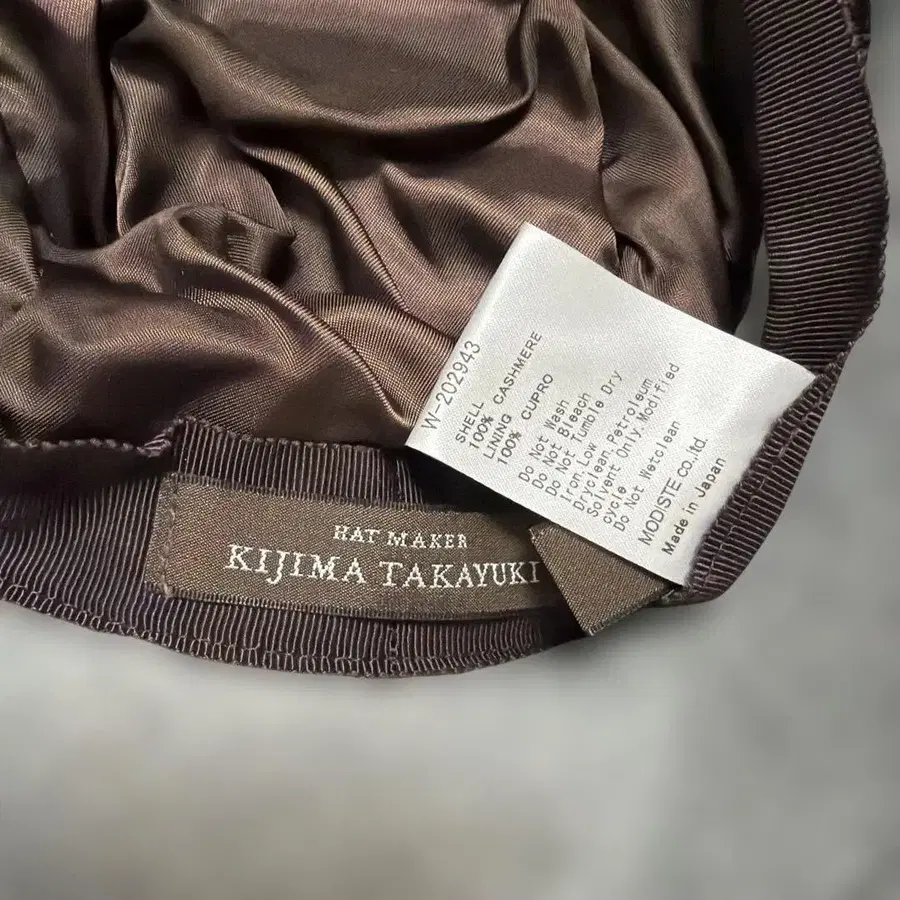 W-202943
SHELL
100% CASHMERE
LINING
100% CUPRO
Do Not Wash
Do Not Bleach
Do Not Tumble Dry
Iron,Low
Dryclean,Petroleum
Solvent Only,Modified
cycle
Do Not Wetclean
MODISTE.CO.ltd.
Made in Japan
HAT MAKER
KIJIMA TAKAYUKI